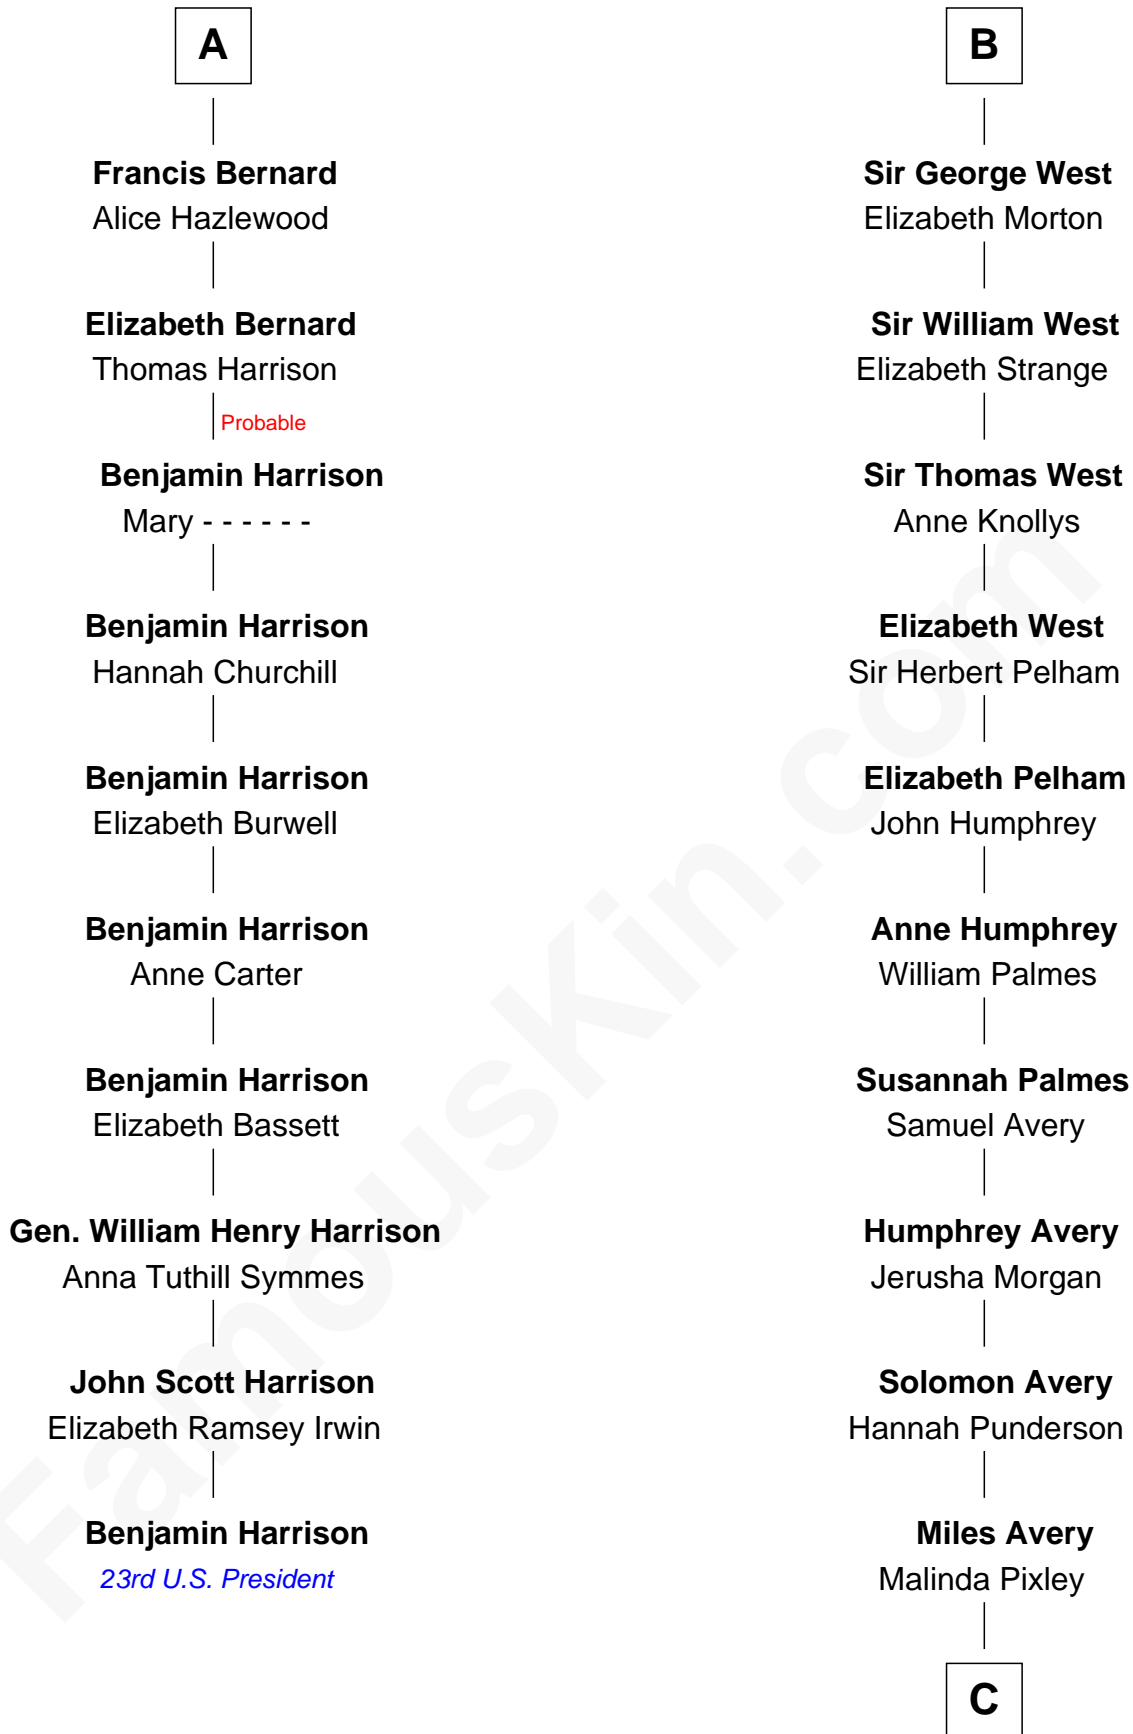 A
Francis Bernard
Alice Hazlewood
Elizabeth Bernard
Thomas Harrison
Probable
Benjamin Harrison
Mary - - - - - -
Benjamin Harrison
Hannah Churchill
Benjamin Harrison
Elizabeth Burwell
Benjamin Harrison
Anne Carter
Benjamin Harrison
Elizabeth Bassett
Gen. William Henry Harrison
Anna Tuthill Symmes
John Scott Harrison
Elizabeth Ramsey Irwin
Benjamin Harrison
23rd U.S. President
B
Sir George West
Elizabeth Morton
Sir William West
Elizabeth Strange
Sir Thomas West
Anne Knollys
Elizabeth West
Sir Herbert Pelham
Elizabeth Pelham
John Humphrey
Anne Humphrey
William Palmes
Susannah Palmes
Samuel Avery
Humphrey Avery
Jerusha Morgan
Solomon Avery
Hannah Punderson
Miles Avery
Malinda Pixley
C
FamousKin.com